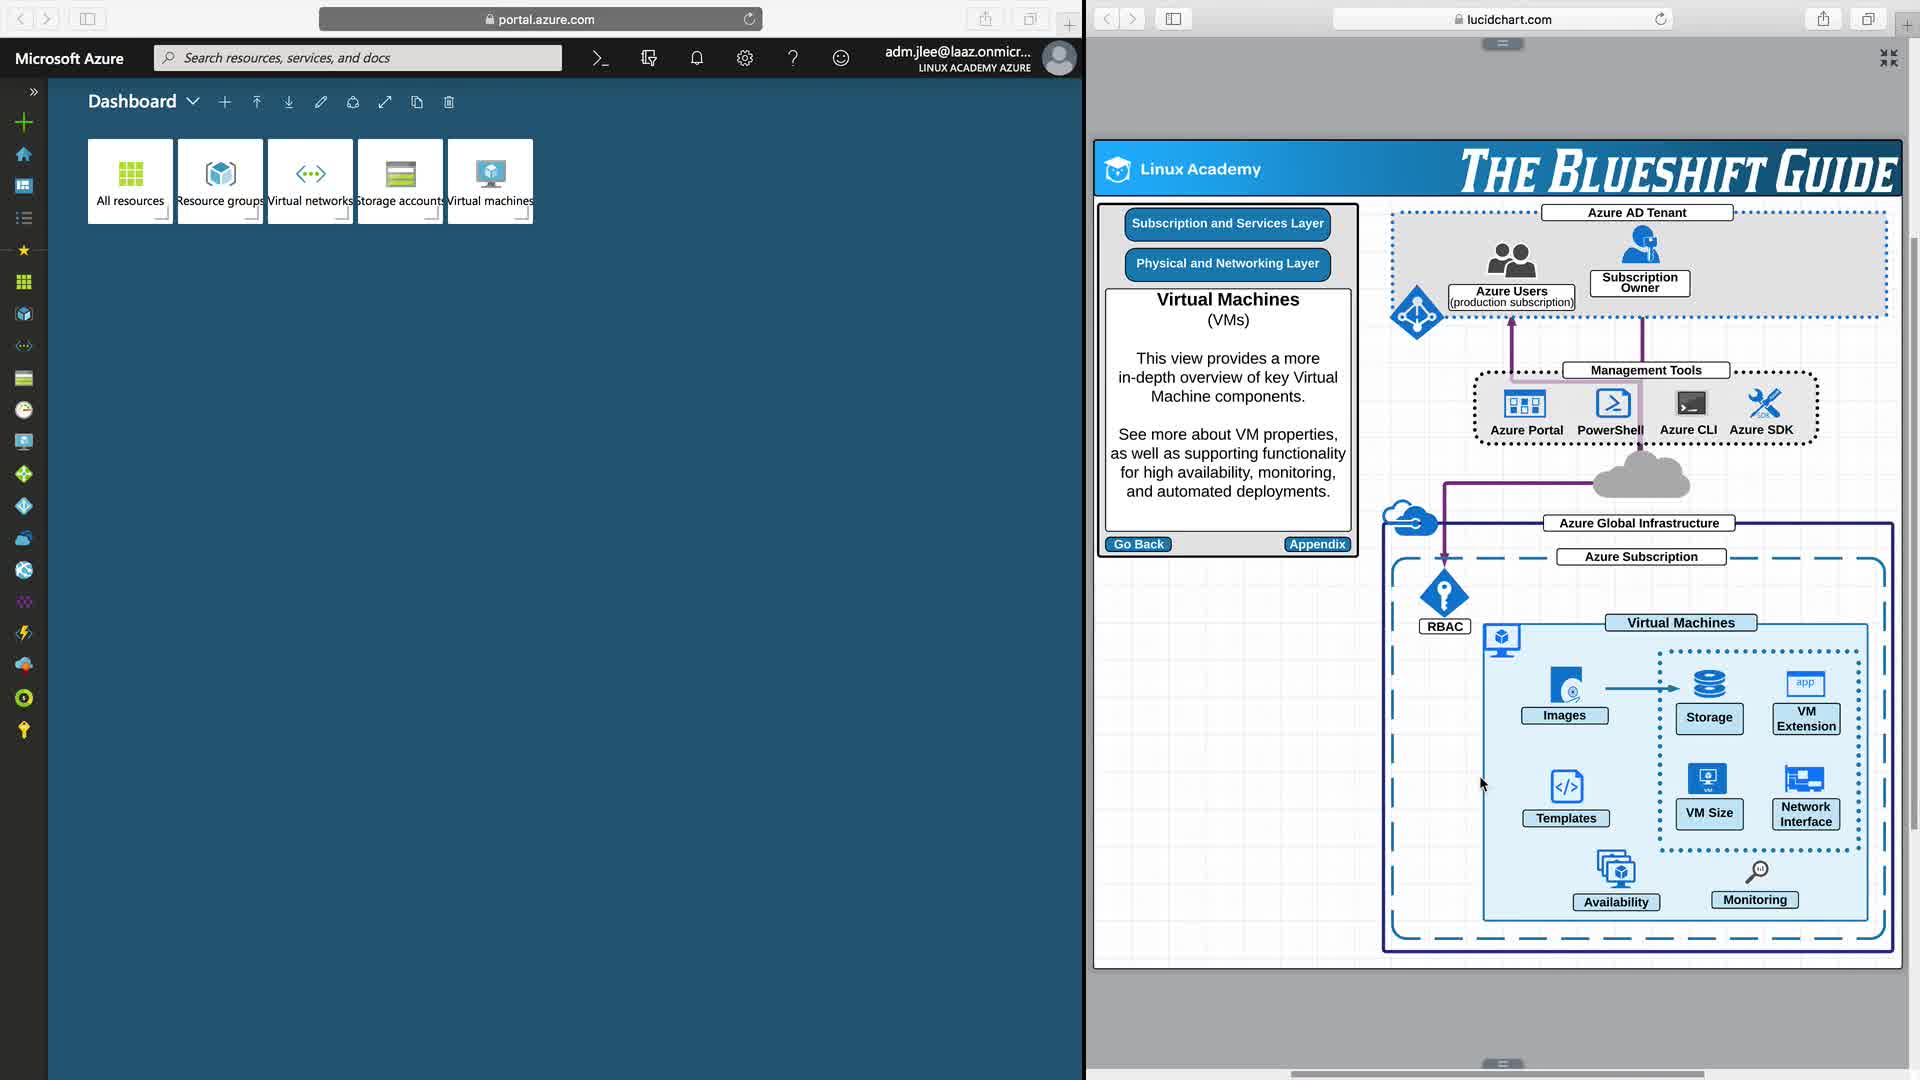 portal.azure.com
lucidchart.com
Microsoft Azure
Search resources, services, and docs
adm.jlee@laaz.onmicr...
LINUX ACADEMY AZURE
Dashboard
All resources
Resource groups
Virtual networks
Storage accounts
Virtual machines
Linux Academy
THE BLUESHIFT GUIDE
Subscription and Services Layer
Physical and Networking Layer
Virtual Machines
(VMs)
This view provides a more
in-depth overview of key Virtual
Machine components.
See more about VM properties,
as well as supporting functionality
for high availability, monitoring,
and automated deployments.
Go Back
Appendix
Azure AD Tenant
Azure Users
(production subscription)
Subscription
Owner
Management Tools
Azure Portal
PowerShell
Azure CLI
SDK
Azure SDK
Azure Global Infrastructure
Azure Subscription
RBAC
Virtual Machines
Images
Storage
app
VM
Extension
Templates
VM
VM Size
Network
Interface
Availability
Monitoring